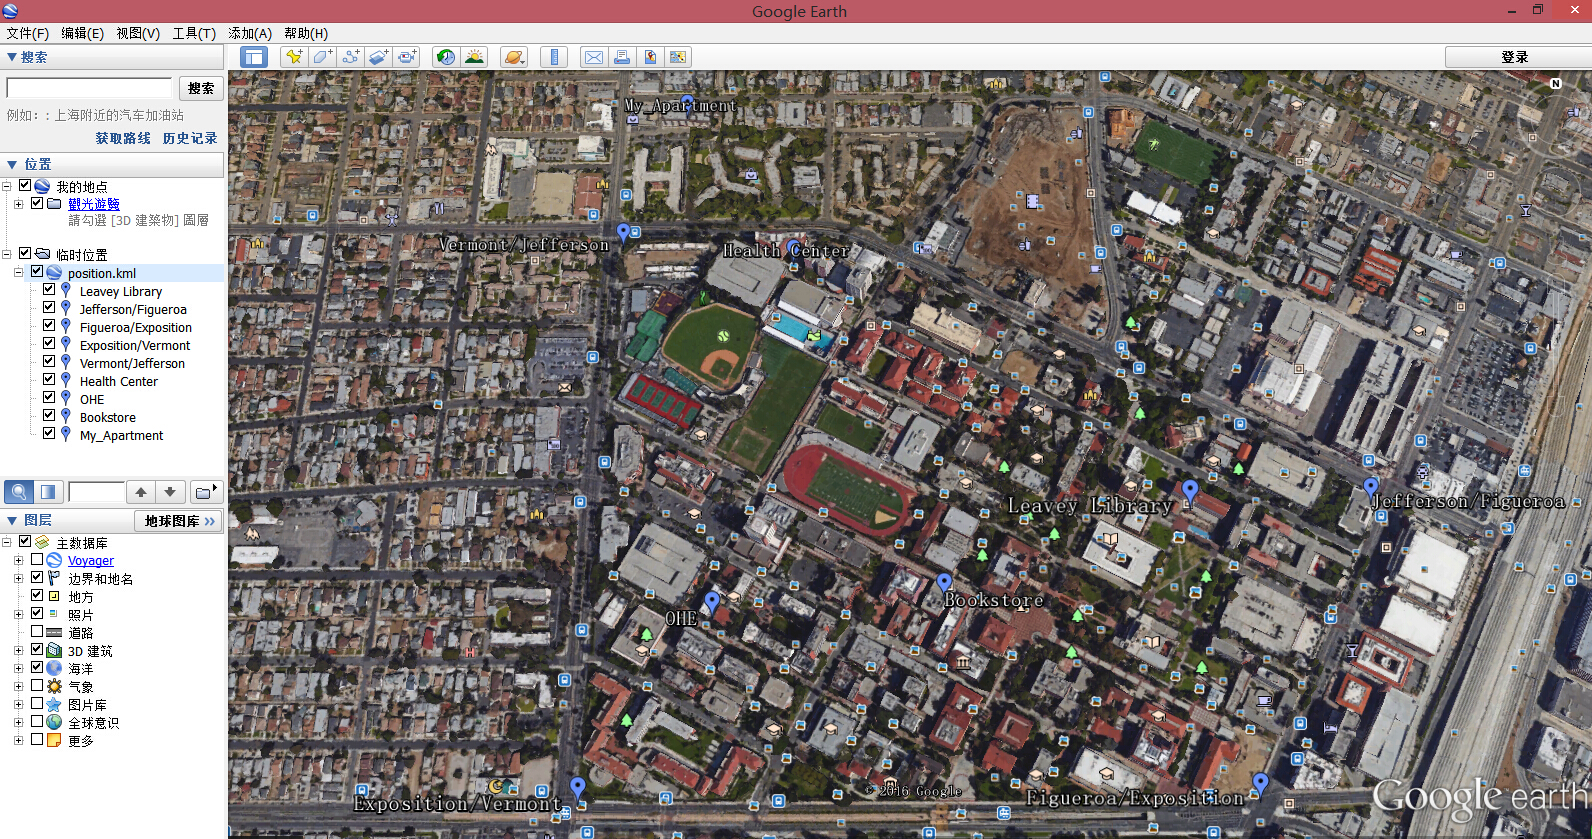 Google Earth
文件(F) 编辑(E) 视图(V) 工具(T) 添加(A) 帮助(H)
搜索
登录
搜索
例如：: 上海附近的汽车加油站
获取路线 历史记录
位置
我的地点
觀光遊覽
請勾選 [3D 建築物] 圖層
临时位置
position.kml
Leavey Library
Jefferson/Figueroa
Figueroa/Exposition
Exposition/Vermont
Vermont/Jefferson
Health Center
OHE
Bookstore
My_Apartment
图层
地球图库 »
主数据库
Voyager
边界和地名
地方
照片
道路
3D 建筑
海洋
气象
图片库
全球意识
更多
N
My_Apartment
Vermont/Jefferson
Health Center
Leavey Library
Jefferson/Figueroa
Bookstore
OHE
Exposition/Vermont
Figueroa/Exposition
© 2016 Google
Google earth